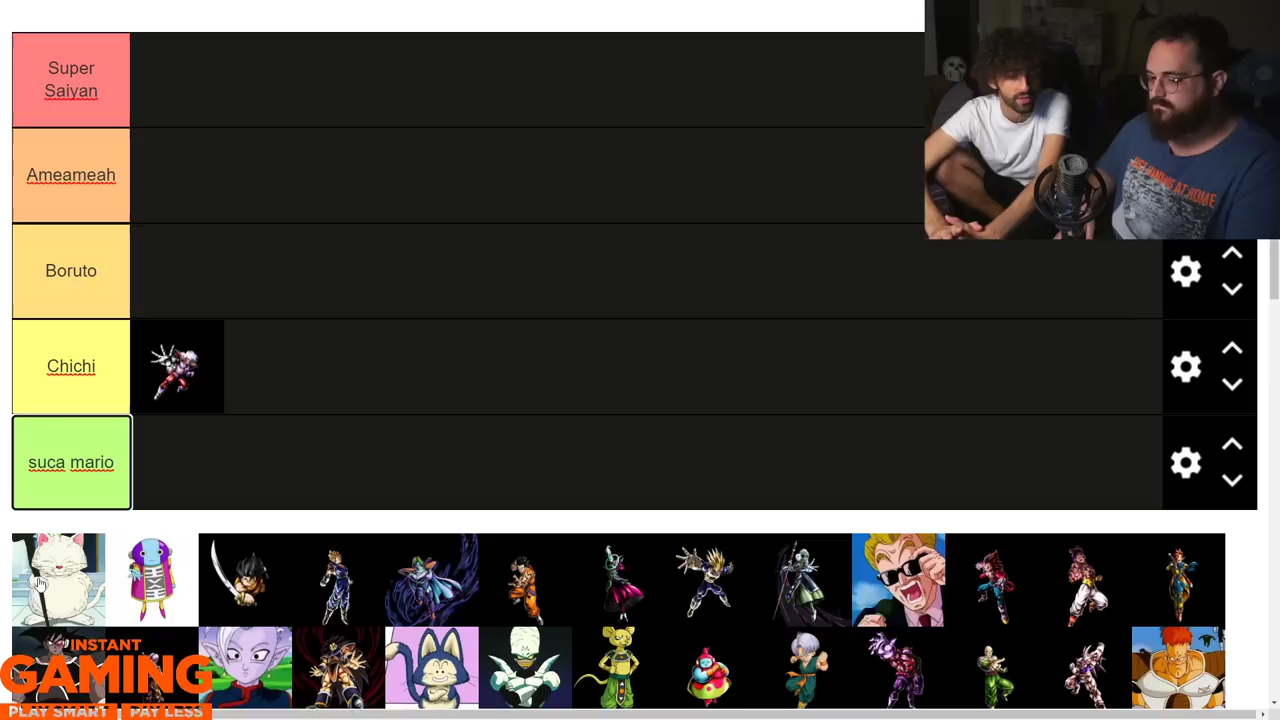 Super
Saiyan
Ameameah
Boruto
Chichi
suca mario
INSTANT
GAMING
PLAY SMART PAY LESS